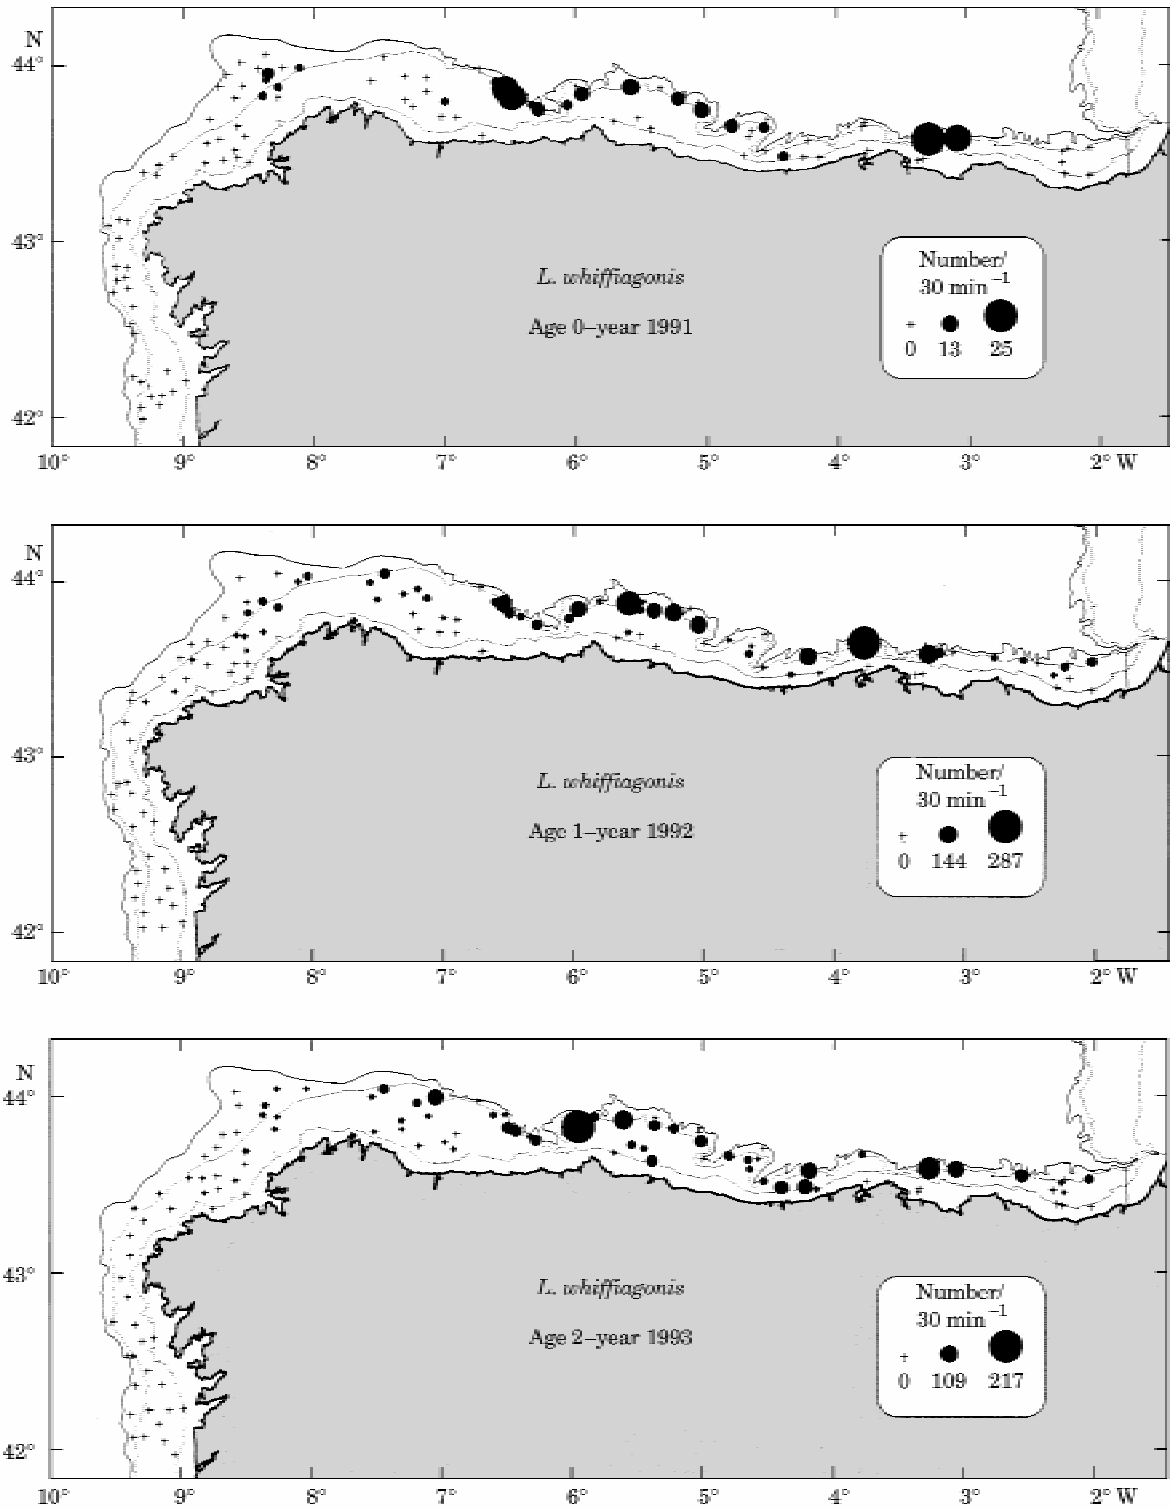 N
44°
43°
42°
L. whiffiagonis
Age 0–year 1991
Number/
30 min−1
0 13 25
10° 9° 8° 7° 6° 5° 4° 3° 2° W
N
44°
43°
42°
L. whiffiagonis
Age 1–year 1992
Number/
30 min−1
0 144 287
10° 9° 8° 7° 6° 5° 4° 3° 2° W
N
44°
43°
42°
L. whiffiagonis
Age 2–year 1993
Number/
30 min−1
0 109 217
10° 9° 8° 7° 6° 5° 4° 3° 2° W